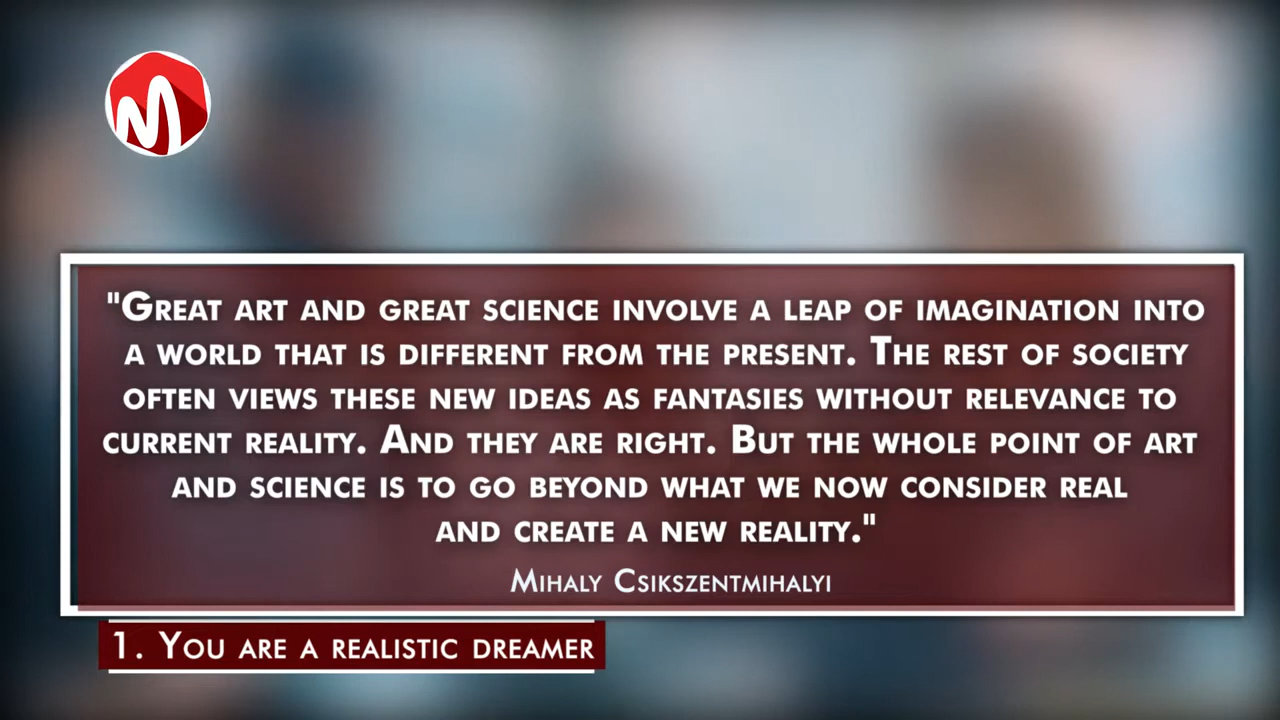 "Great art and great science involve a leap of imagination into
a world that is different from the present. The rest of society
often views these new ideas as fantasies without relevance to
current reality. And they are right. But the whole point of art
and science is to go beyond what we now consider real
and create a new reality."
Mihaly Csikszentmihalyi
1. You are a realistic dreamer